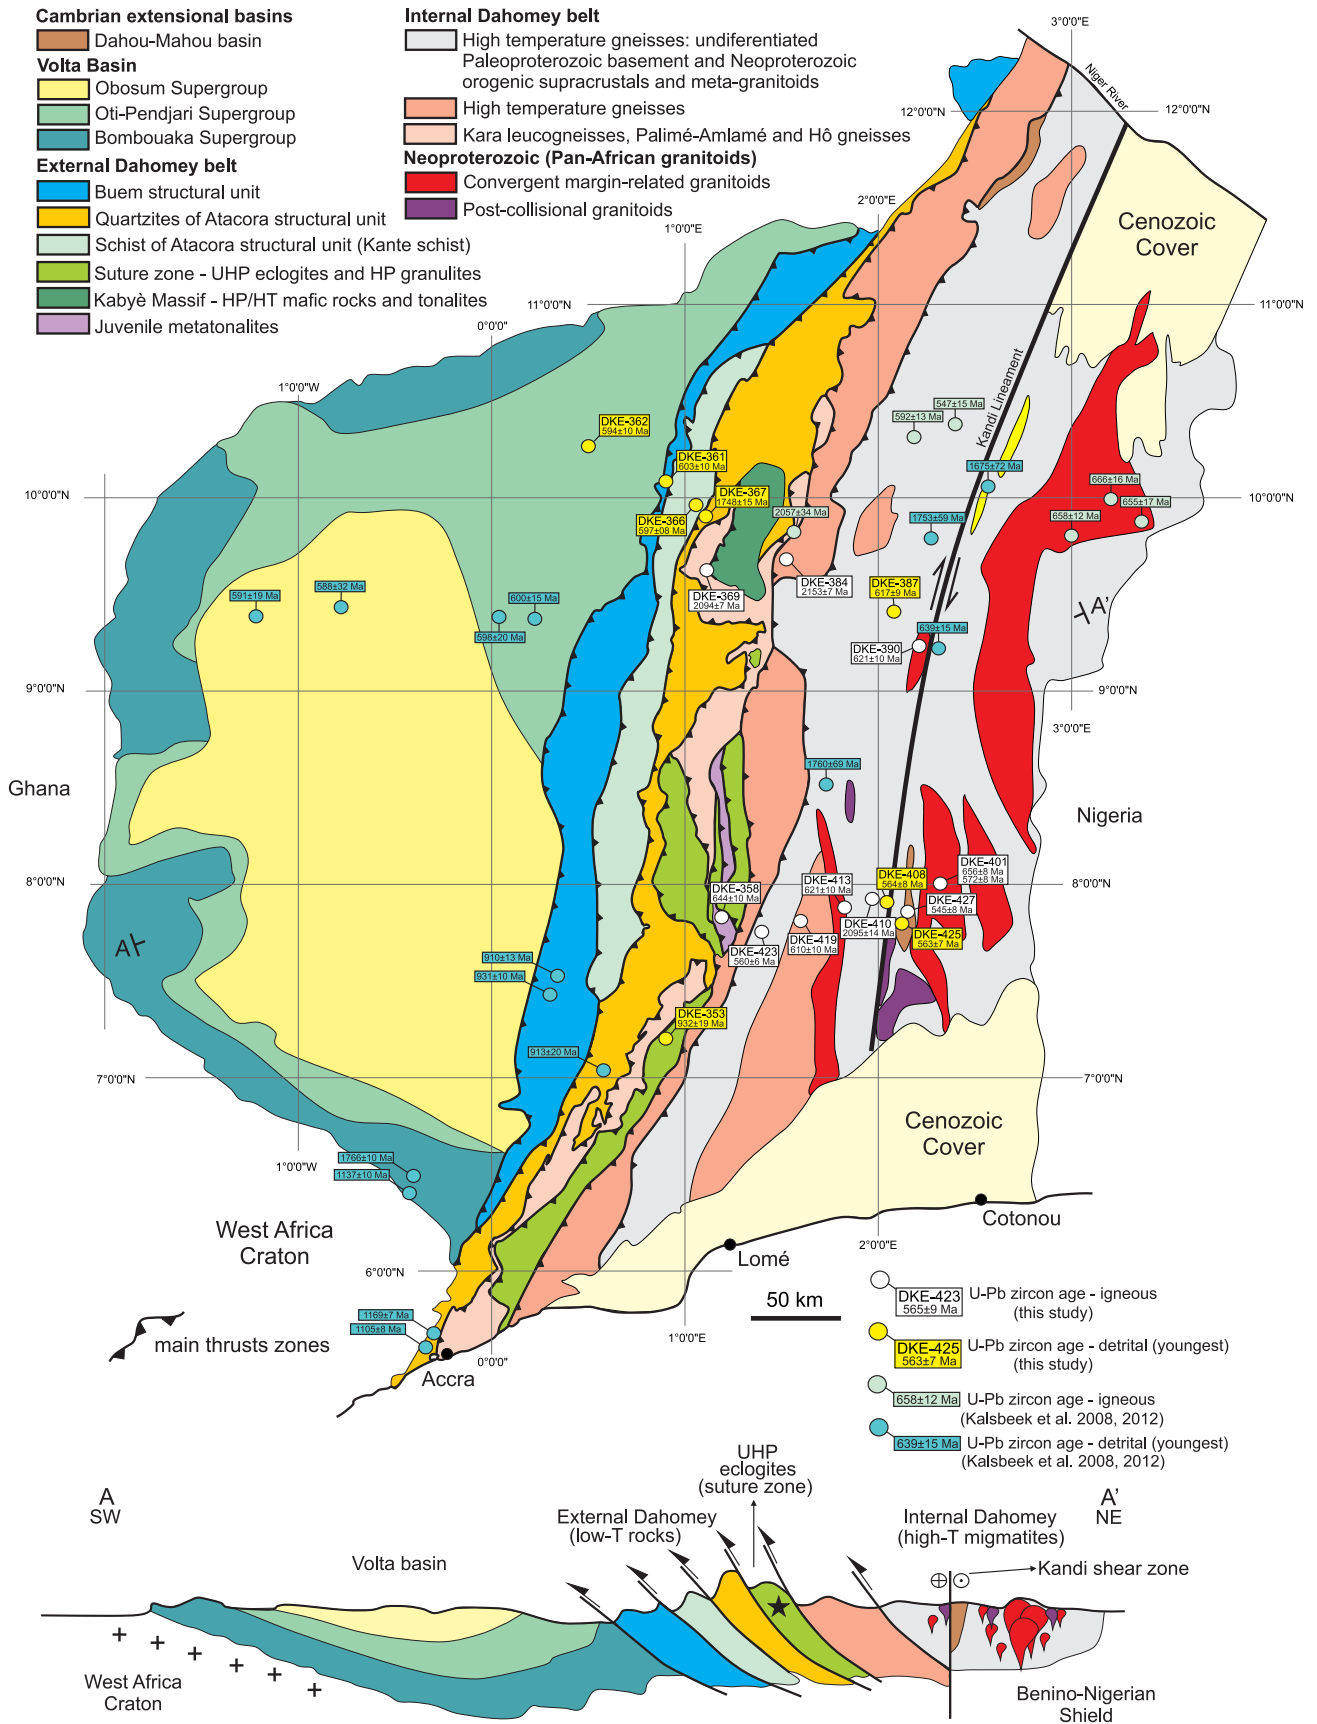 Cambrian extensional basins
Dahou-Mahou basin
Volta Basin
Obosum Supergroup
Oti-Pendjari Supergroup
Bombouaka Supergroup
External Dahomey belt
Buem structural unit
Quartzites of Atacora structural unit
Schist of Atacora structural unit (Kante schist)
Suture zone - UHP eclogites and HP granulites
Kabyè Massif - HP/HT mafic rocks and tonalites
Juvenile metatonalites
Internal Dahomey belt
High temperature gneisses: undiferentiated
Paleoproterozoic basement and Neoproterozoic
orogenic supracrustals and meta-granitoids
High temperature gneisses
Kara leucogneisses, Palimé-Amlamé and Hô gneisses
Neoproterozoic (Pan-African granitoids)
Convergent margin-related granitoids
Post-collisional granitoids
3°0'0"E
Niger River
12°0'0"N
12°0'0"N
2°0'0"E
1°0'0"E
Cenozoic
Cover
11°0'0"N
11°0'0"N
0°0'0"
Kandi Lineament
1°0'0"W
547±15 Ma
592±13 Ma
DKE-362
594±10 Ma
DKE-361
603±10 Ma
1675±72 Ma
666±16 Ma
10°0'0"N
10°0'0"N
DKE-367
1748±15 Ma
655±17 Ma
2057±34 Ma
658±12 Ma
1753±59 Ma
DKE-366
597±08 Ma
DKE-384
2153±7 Ma
DKE-387
617±9 Ma
588±32 Ma
591±19 Ma
600±15 Ma
DKE-369
2094±7 Ma
A'
598±20 Ma
639±15 Ma
DKE-390
621±10 Ma
9°0'0"N
9°0'0"N
3°0'0"E
1760±69 Ma
Ghana
Nigeria
DKE-401
656±8 Ma
572±8 Ma
DKE-413
621±10 Ma
DKE-408
564±8 Ma
8°0'0"N
8°0'0"N
DKE-358
644±10 Ma
DKE-427
545±8 Ma
DKE-410
2095±14 Ma
DKE-425
563±7 Ma
DKE-419
610±10 Ma
DKE-423
560±6 Ma
A
910±13 Ma
931±10 Ma
DKE-353
932±19 Ma
913±20 Ma
7°0'0"N
7°0'0"N
Cenozoic
Cover
1766±10 Ma
1°0'0"W
1137±10 Ma
West Africa
Craton
Cotonou
2°0'0"E
Lomé
6°0'0"N
50 km
1169±7 Ma
1105±8 Ma
main thrusts zones
1°0'0"E
0°0'0"
Accra
DKE-423
565±9 Ma
U-Pb zircon age - igneous
(this study)
DKE-425
563±7 Ma
U-Pb zircon age - detrital (youngest)
(this study)
658±12 Ma
U-Pb zircon age - igneous
(Kalsbeek et al. 2008, 2012)
639±15 Ma
U-Pb zircon age - detrital (youngest)
(Kalsbeek et al. 2008, 2012)
UHP
eclogites
(suture zone)
A
SW
A'
NE
External Dahomey
(low-T rocks)
Internal Dahomey
(high-T migmatites)
Volta basin
Kandi shear zone
West Africa
Craton
Benino-Nigerian
Shield